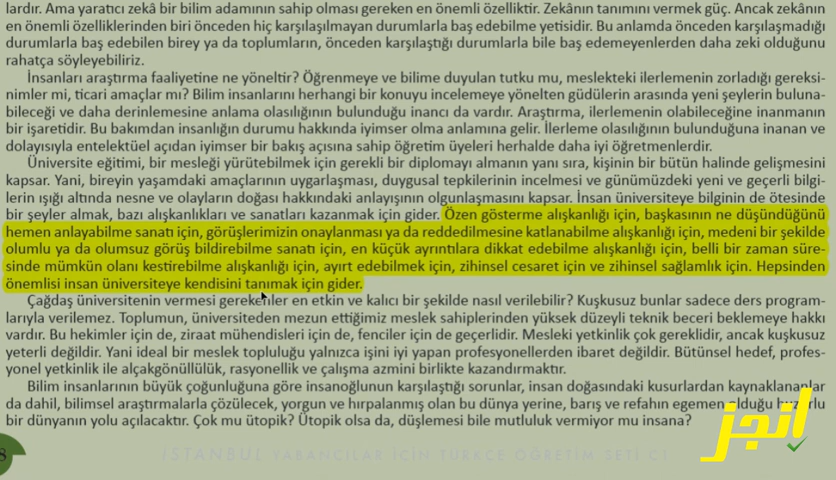 lardır. Ama yaratıcı zekâ bir bilim adamının sahip olması gereken en önemli özelliktir. Zekânın tanımını vermek güç. Ancak zekânın
en önemli özelliklerinden biri önceden hiç karşılaşılmayan durumlarla baş edebilme yetisidir. Bu anlamda önceden karşılaşmadığı
durumlarla baş edebilen birey ya da toplumların, önceden karşılaştığı durumlarla bile baş edemeyenlerden daha zeki olduğunu
rahatça söyleyebiliriz.
İnsanları araştırma faaliyetine ne yöneltir? Öğrenmeye ve bilime duyulan tutku mu, meslekteki ilerlemenin zorladığı gereksi-
nimler mi, ticari amaçlar mı? Bilim insanlarını herhangi bir konuyu incelemeye yönelten güdülerin arasında yeni şeylerin buluna-
bileceği ve daha derinlemesine anlama olasılığının bulunduğu inancı da vardır. Araştırma, ilerlemenin olabileceğine inanmanın
bir işaretidir. Bu bakımdan insanlığın durumu hakkında iyimser olma anlamına gelir. İlerleme olasılığının bulunduğuna inanan ve
dolayısıyla entelektüel açıdan iyimser bir bakış açısına sahip öğretim üyeleri herhalde daha iyi öğretmenlerdir.
Üniversite eğitimi, bir mesleği yürütebilmek için gerekli bir diplomayı almanın yanı sıra, kişinin bir bütün halinde gelişmesini
kapsar. Yani, bireyin yaşamdaki amaçlarının uygarlaşması, duygusal tepkilerinin incelmesi ve günümüzdeki yeni ve geçerli bilgi-
lerin ışığı altında nesne ve olayların doğası hakkındaki anlayışının olgunlaşmasını kapsar. İnsan üniversiteye bilginin de ötesinde
bir şeyler almak, bazı alışkanlıkları ve sanatları kazanmak için gider. Özen gösterme alışkanlığı için, başkasının ne düşündüğünü
hemen anlayabilme sanatı için, görüşlerimizin onaylanması ya da reddedilmesine katlanabilme alışkanlığı için, medeni bir şekilde
olumlu ya da olumsuz görüş bildirebilme sanatı için, en küçük ayrıntılara dikkat edebilme alışkanlığı için, belli bir zaman süre-
sinde mümkün olanı kestirebilme alışkanlığı için, ayırt edebilmek için, zihinsel cesaret için ve zihinsel sağlamlık için. Hepsinden
önemlisi insan üniversiteye kendisini tanımak için gider.
Çağdaş üniversitenin vermesi gerekenler en etkin ve kalıcı bir şekilde nasıl verilebilir? Kuşkusuz bunlar sadece ders program-
larıyla verilemez. Toplumun, üniversiteden mezun ettiğimiz meslek sahiplerinden yüksek düzeyli teknik beceri beklemeye hakkı
vardır. Bu hekimler için de, ziraat mühendisleri için de, fenciler için de geçerlidir. Mesleki yetkinlik çok gereklidir, ancak kuşkusuz
yeterli değildir. Yani ideal bir meslek topluluğu yalnızca işini iyi yapan profesyonellerden ibaret değildir. Bütünsel hedef, profes-
yonel yetkinlik ile alçakgönüllülük, rasyonellik ve çalışma azmini birlikte kazandırmaktır.
Bilim insanlarının büyük çoğunluğuna göre insanoğlunun karşılaştığı sorunlar, insan doğasındaki kusurlardan kaynaklananlar
da dahil, bilimsel araştırmalarla çözülecek, yorgun ve hırpalanmış olan bu dünya yerine, barış ve refahın egemen olduğu huzurlu
bir dünyanın yolu açılacaktır. Çok mu ütopik? Ütopik olsa da, düşlemesi bile mutluluk vermiyor mu insana?
انجز
8
İSTANBUL YABANCILAR İÇİN TÜRKÇE ÖĞRETİM SETİ C1